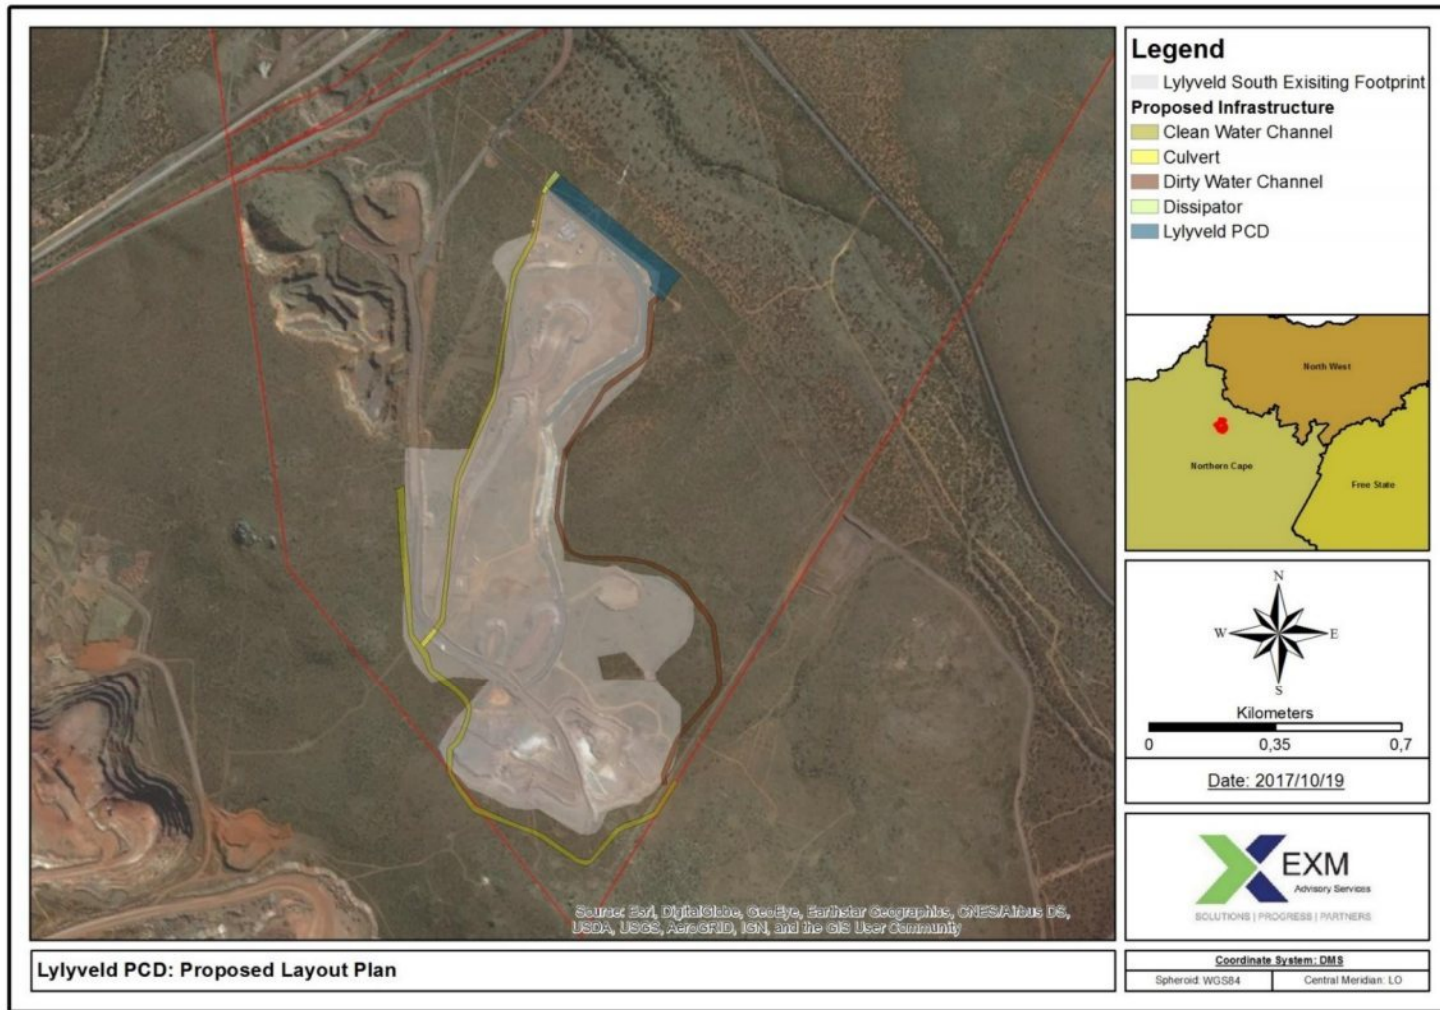 Legend
Lylyveld South Exisiting Footprint
Proposed Infrastructure
Clean Water Channel
Culvert
Dirty Water Channel
Dissipator
Lylyveld PCD
North West
Northern Cape
Free State
N
W
E
S
Kilometers
0 0,35 0,7
Date: 2017/10/19
EXM
Advisory Services
SOLUTIONS | PROGRESS | PARTNERS
Source: Esri, DigitalGlobe, GeoEye, Earthstar Geographics, CNES/Airbus DS,
USDA, USGS, AeroGRID, IGN, and the GIS User Community
Lylyveld PCD: Proposed Layout Plan
Coordinate System: DMS
Spheroid: WGS84 Central Meridian: LO